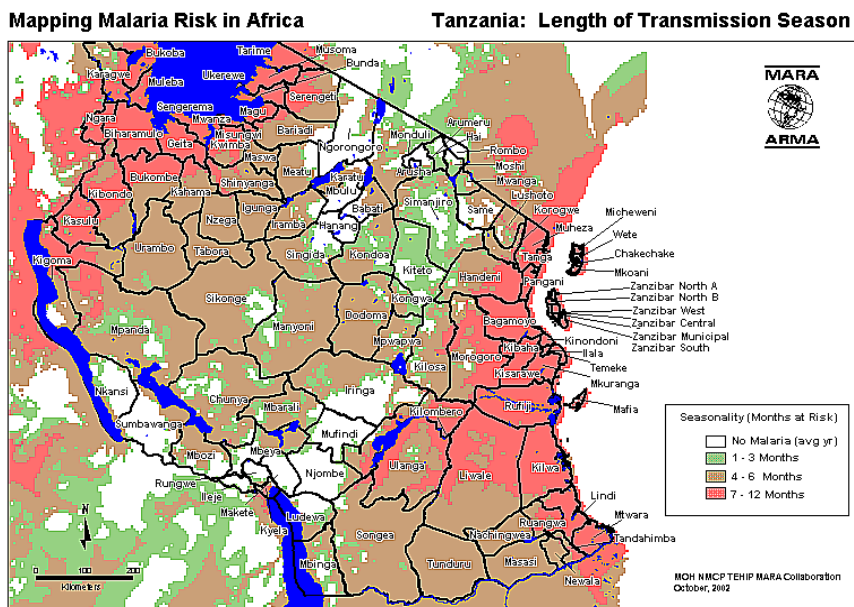 Mapping Malaria Risk in Africa
Tanzania: Length of Transmission Season
MARA
ARMA
Bukoba
Tarime
Musoma
Karagwe
Muleba
Ukerewe
Bunda
Serengeti
Sengerema
Magu
Ngara
Mwanza
Biharamulo
Misungwi
Bariadi
Geita
Kwimba
Ngorongoro
Monduli
Arumeru
Hai
Maswa
Rombo
Bukombe
Meatu
Karatu
Arusha
Moshi
Kibondo
Kahama
Shinyanga
Mbulu
Mwanga
Lushoto
Kasulu
Nzega
Igunga
Babati
Simanjiro
Same
Korogwe
Iramba
Hanang
Muheza
Micheweni
Wete
Urambo
Tabora
Singida
Kondoa
Tanga
Chakechake
Kigoma
Kiteto
Handeni
Pangani
Mkoani
Sikonge
Kongwa
Zanzibar North A
Zanzibar North B
Dodoma
Bagamoyo
Zanzibar West
Zanzibar Central
Mpanda
Manyoni
Mpwapwa
Kinondoni
Zanzibar Municipal
Kibaha
Ilala
Zanzibar South
Morogoro
Kilosa
Temeke
Kisarawe
Mkuranga
Nkansi
Iringa
Chunya
Mbarali
Kilombero
Rufiji
Mafia
Sumbawanga
Mufindi
Mbeya
Mbozi
Ulanga
Kilwa
Njombe
Liwale
Rungwe
Ileje
Lindi
Makete
Ludewa
Ruangwa
Mtwara
Kyela
Songea
Nachingwea
Tandahimba
Mbinga
Tunduru
Masasi
Newala
Seasonality (Months at Risk)
No Malaria (avg yr)
1 - 3 Months
4 - 6 Months
7 - 12 Months
N
0 100 200
Kilometers
MOH NMCP TEHIP MARA Collaboration
October, 2002